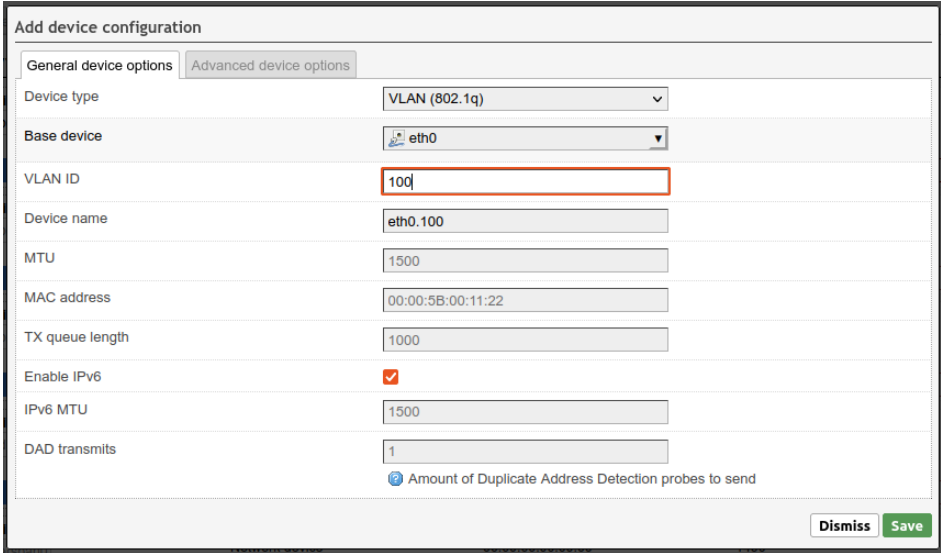 Add device configuration
General device options Advanced device options
Device type VLAN (802.1q)
Base device eth0
VLAN ID 100
Device name eth0.100
MTU 1500
MAC address 00:00:5B:00:11:22
TX queue length 1000
Enable IPv6
IPv6 MTU 1500
DAD transmits 1
Amount of Duplicate Address Detection probes to send
Dismiss Save